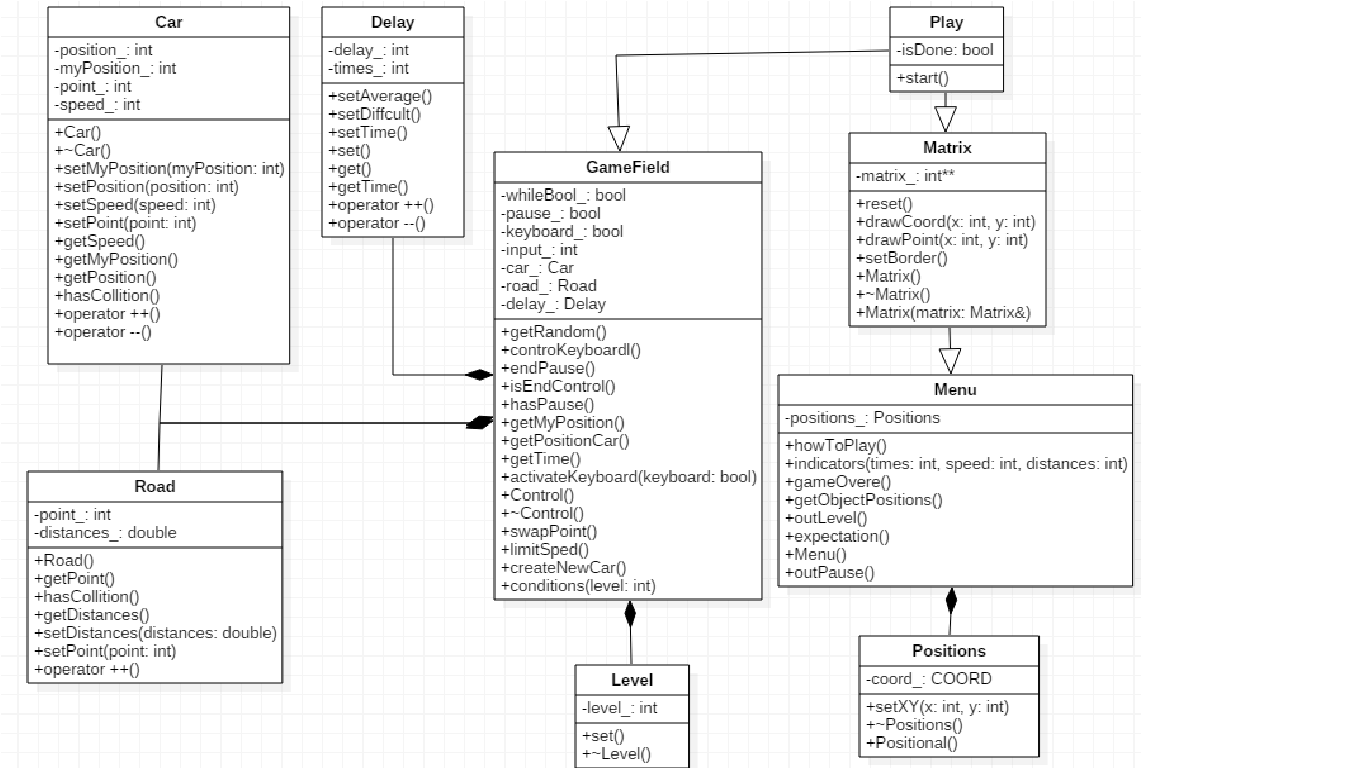 Car
-position_: int
-myPosition_: int
-point_: int
-speed_: int
+Car()
+~Car()
+setMyPosition(myPosition: int)
+setPosition(position: int)
+setSpeed(speed: int)
+setPoint(point: int)
+getSpeed()
+getMyPosition()
+getPosition()
+hasCollition()
+operator ++()
+operator --()
Delay
-delay_: int
-times_: int
+setAverage()
+setDiffcult()
+setTime()
+set()
+get()
+getTime()
+operator ++()
+operator --()
Play
-isDone: bool
+start()
GameField
-whileBool_: bool
-pause_: bool
-keyboard_: bool
-input_: int
-car_: Car
-road_: Road
-delay_: Delay
+getRandom()
+controKeyboardl()
+endPause()
+isEndControl()
+hasPause()
+getMyPosition()
+getPositionCar()
+getTime()
+activateKeyboard(keyboard: bool)
+Control()
+~Control()
+swapPoint()
+limitSped()
+createNewCar()
+conditions(level: int)
Matrix
-matrix_: int**
+reset()
+drawCoord(x: int, y: int)
+drawPoint(x: int, y: int)
+setBorder()
+Matrix()
+~Matrix()
+Matrix(matrix: Matrix&)
Menu
-positions_: Positions
+howToPlay()
+indicators(times: int, speed: int, distances: int)
+gameOvere()
+getObjectPositions()
+outLevel()
+expectation()
+Menu()
+outPause()
Road
-point_: int
-distances_: double
+Road()
+getPoint()
+hasCollition()
+getDistances()
+setDistances(distances: double)
+setPoint(point: int)
+operator ++()
Level
-level_: int
+set()
+~Level()
Positions
-coord_: COORD
+setXY(x: int, y: int)
+~Positions()
+Positional()